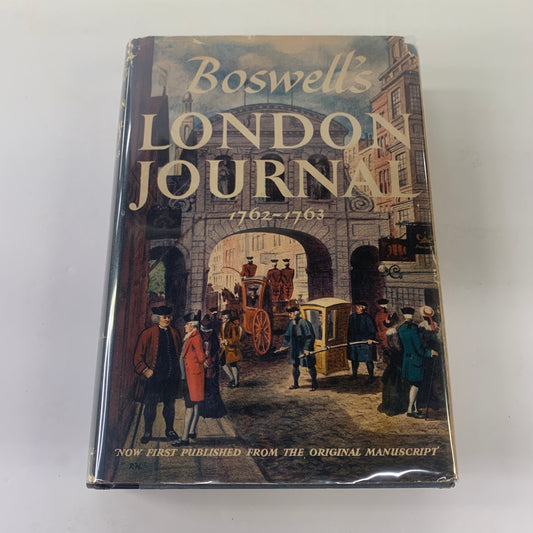 Boswell's
LONDON
JOURNAL
1762-1763
'NOW FIRST PUBLISHED FROM THE ORIGINAL MANUSCRIPT'